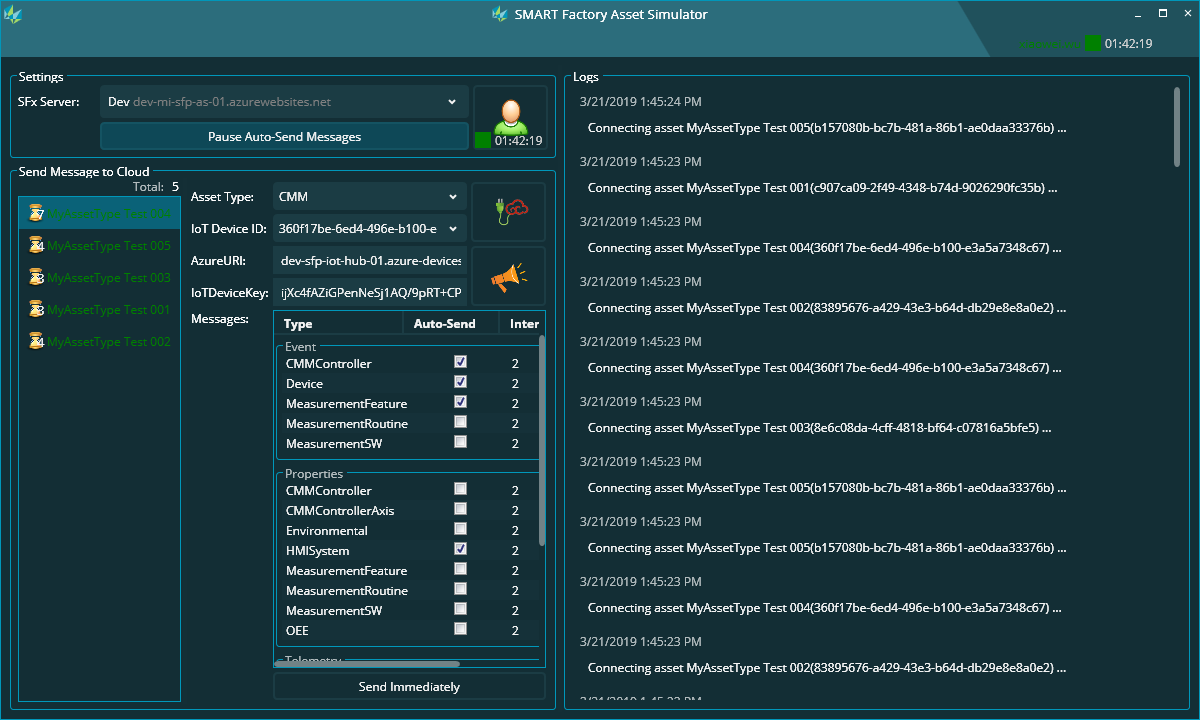 SMART Factory Asset Simulator
01:42:19
Settings
SFx Server:
Dev dev-mi-sfp-as-01.azurewebsites.net
Pause Auto-Send Messages
01:42:19
Send Message to Cloud
Total: 5
7 MyAssetType Test
4 MyAssetType Test 005
3 MyAssetType Test 003
3 MyAssetType Test 001
4 MyAssetType Test 002
Asset Type: CMM
IoT Device ID: 360f17be-6ed4-496e-b100-e
AzureURI: dev-sfp-iot-hub-01.azure-devices
IoTDeviceKey: ijXc4fAZiGPenNeSj1AQ/9pRT+CP
Messages:
Type Auto-Send Inter
Event
CMMController 2
Device 2
MeasurementFeature 2
MeasurementRoutine 2
MeasurementSW 2
Properties
CMMController 2
CMMControllerAxis 2
Environmental 2
HMISystem 2
MeasurementFeature 2
MeasurementRoutine 2
MeasurementSW 2
OEE 2
Telemetry
Send Immediately
Logs
3/21/2019 1:45:24 PM
Connecting asset MyAssetType Test 005(b157080b-bc7b-481a-86b1-ae0daa33376b) ...
3/21/2019 1:45:23 PM
Connecting asset MyAssetType Test 001(c907ca09-2f49-4348-b74d-9026290fc35b) ...
3/21/2019 1:45:23 PM
Connecting asset MyAssetType Test 004(360f17be-6ed4-496e-b100-e3a5a7348c67) ...
3/21/2019 1:45:23 PM
Connecting asset MyAssetType Test 002(83895676-a429-43e3-b64d-db29e8e8a0e2) ...
3/21/2019 1:45:23 PM
Connecting asset MyAssetType Test 004(360f17be-6ed4-496e-b100-e3a5a7348c67) ...
3/21/2019 1:45:23 PM
Connecting asset MyAssetType Test 003(8e6c08da-4cff-4818-bf64-c07816a5bfe5) ...
3/21/2019 1:45:23 PM
Connecting asset MyAssetType Test 005(b157080b-bc7b-481a-86b1-ae0daa33376b) ...
3/21/2019 1:45:23 PM
Connecting asset MyAssetType Test 005(b157080b-bc7b-481a-86b1-ae0daa33376b) ...
3/21/2019 1:45:23 PM
Connecting asset MyAssetType Test 004(360f17be-6ed4-496e-b100-e3a5a7348c67) ...
3/21/2019 1:45:23 PM
Connecting asset MyAssetType Test 002(83895676-a429-43e3-b64d-db29e8e8a0e2) ...
3/21/2019 1:45:23 PM